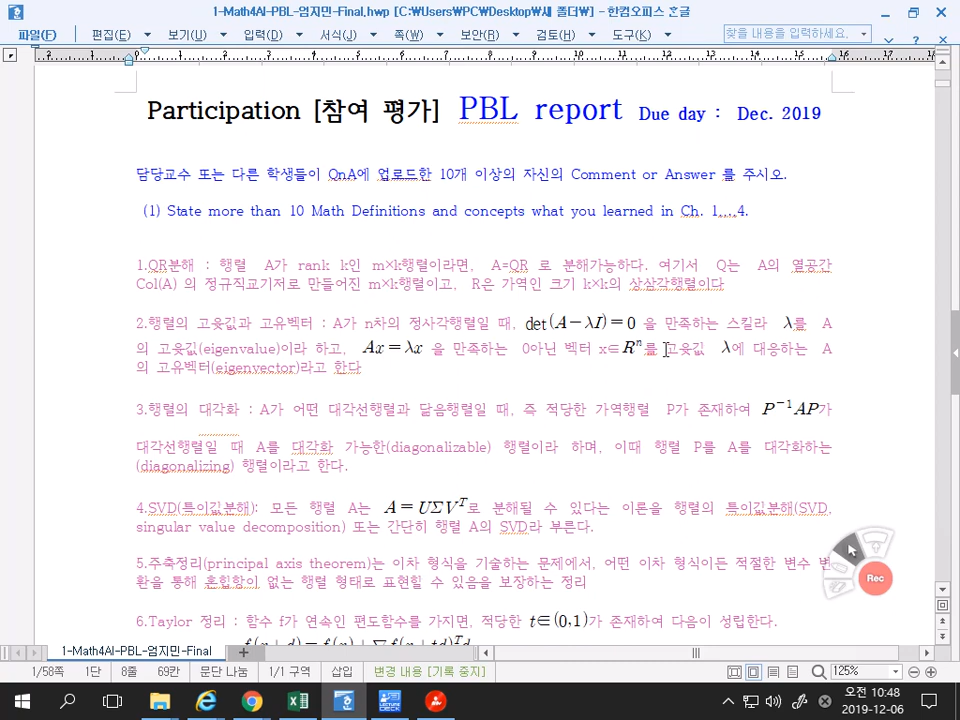 1-Math4AI-PBL-엄지민-Final.hwp [C:₩Users₩PC₩Desktop₩새 폴더₩] - 한컴오피스 한글
파일(F) 편집(E) 보기(U) 입력(D) 서식(J) 쪽(W) 보안(R) 검토(H) 도구(K) 찾을 내용을 입력하세요.
Participation [참여 평가] PBL report Due day : Dec. 2019
담당교수 또는 다른 학생들이 QnA에 업로드한 10개 이상의 자신의 Comment or Answer 를 주시오.
(1) State more than 10 Math Definitions and concepts what you learned in Ch. 1,..,4.
1.QR분해 : 행렬 A가 rank k인 m×k행렬이라면, A=QR 로 분해가능하다. 여기서 Q는 A의 열공간
Col(A) 의 정규직교기저로 만들어진 m×k행렬이고, R은 가역인 크기 k×k의 상삼각행렬이다
2.행렬의 고윳값과 고유벡터 : A가 n차의 정사각행렬일 때, det(A−λI)=0 을 만족하는 스킬라 λ를 A
의 고윳값(eigenvalue)이라 하고, Ax=λx 을 만족하는 0아닌 벡터 x∈Rⁿ를 고윳값 λ에 대응하는 A
의 고유벡터(eigenvector)라고 한다
3.행렬의 대각화 : A가 어떤 대각선행렬과 닮음행렬일 때, 즉 적당한 가역행렬 P가 존재하여 P⁻¹AP가
대각선행렬일 때 A를 대각화 가능한(diagonalizable) 행렬이라 하며, 이때 행렬 P를 A를 대각화하는
(diagonalizing) 행렬이라고 한다.
4.SVD(특이값분해): 모든 행렬 A는 A=UΣVᵀ로 분해될 수 있다는 이론을 행렬의 특이값분해(SVD,
singular value decomposition) 또는 간단히 행렬 A의 SVD라 부른다.
5.주축정리(principal axis theorem)는 이차 형식을 기술하는 문제에서, 어떤 이차 형식이든 적절한 변수 변
환을 통해 혼합항이 없는 행렬 형태로 표현할 수 있음을 보장하는 정리
6.Taylor 정리 : 함수 f가 연속인 편도함수를 가지면, 적당한 t∈(0,1)가 존재하여 다음이 성립한다.
Rec
1-Math4AI-PBL-엄지민-Final
1/58쪽 1단 8줄 69칸 문단 나눔 1/1 구역 삽입 변경 내용 [기록 중지] 125%
오전 10:48
2019-12-06